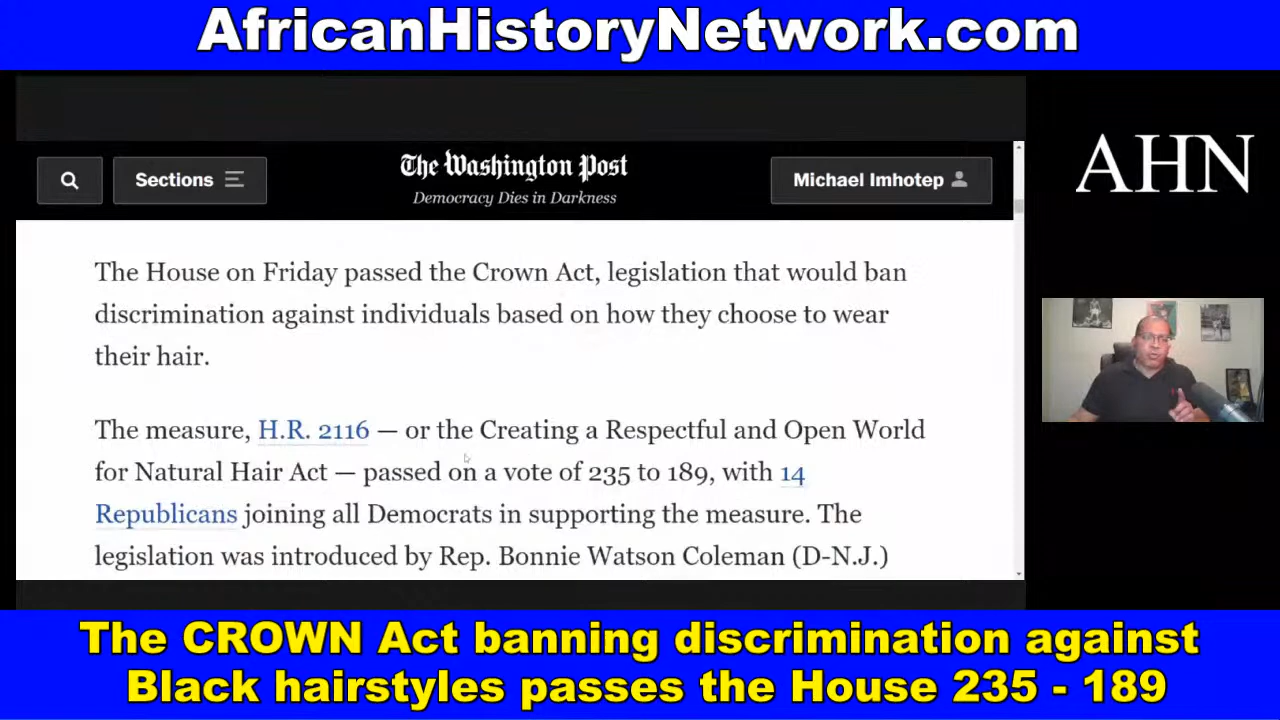 AfricanHistoryNetwork.com
AHN
Sections
The Washington Post
Democracy Dies in Darkness
Michael Imhotep
The House on Friday passed the Crown Act, legislation that would ban
discrimination against individuals based on how they choose to wear
their hair.
The measure, H.R. 2116 — or the Creating a Respectful and Open World
for Natural Hair Act — passed on a vote of 235 to 189, with 14
Republicans joining all Democrats in supporting the measure. The
legislation was introduced by Rep. Bonnie Watson Coleman (D-N.J.)
The CROWN Act banning discrimination against
Black hairstyles passes the House 235 - 189